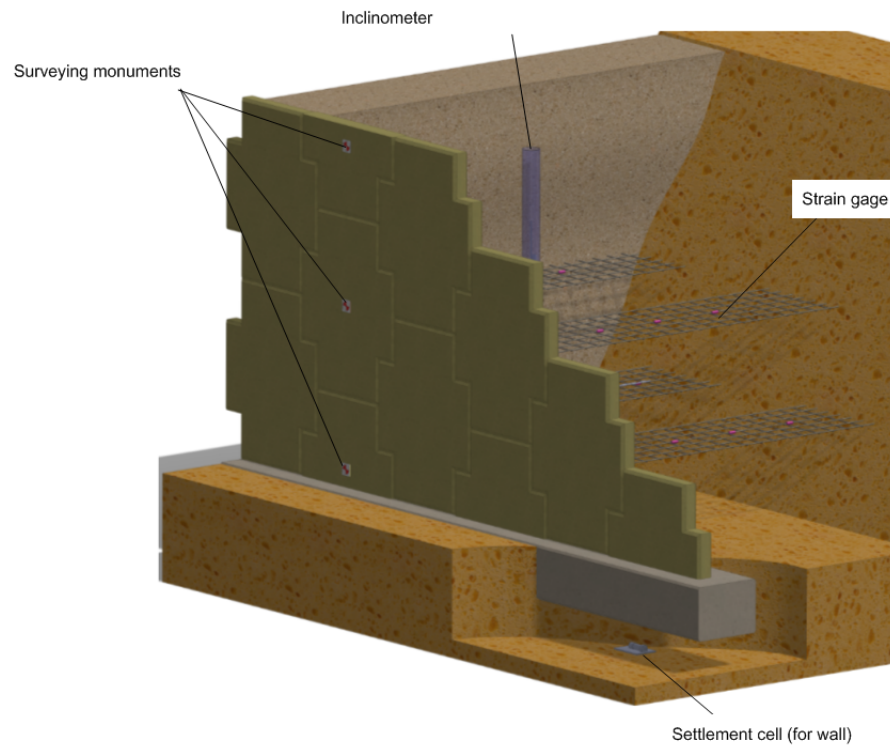 Inclinometer
Surveying monuments
Strain gage
Settlement cell (for wall)